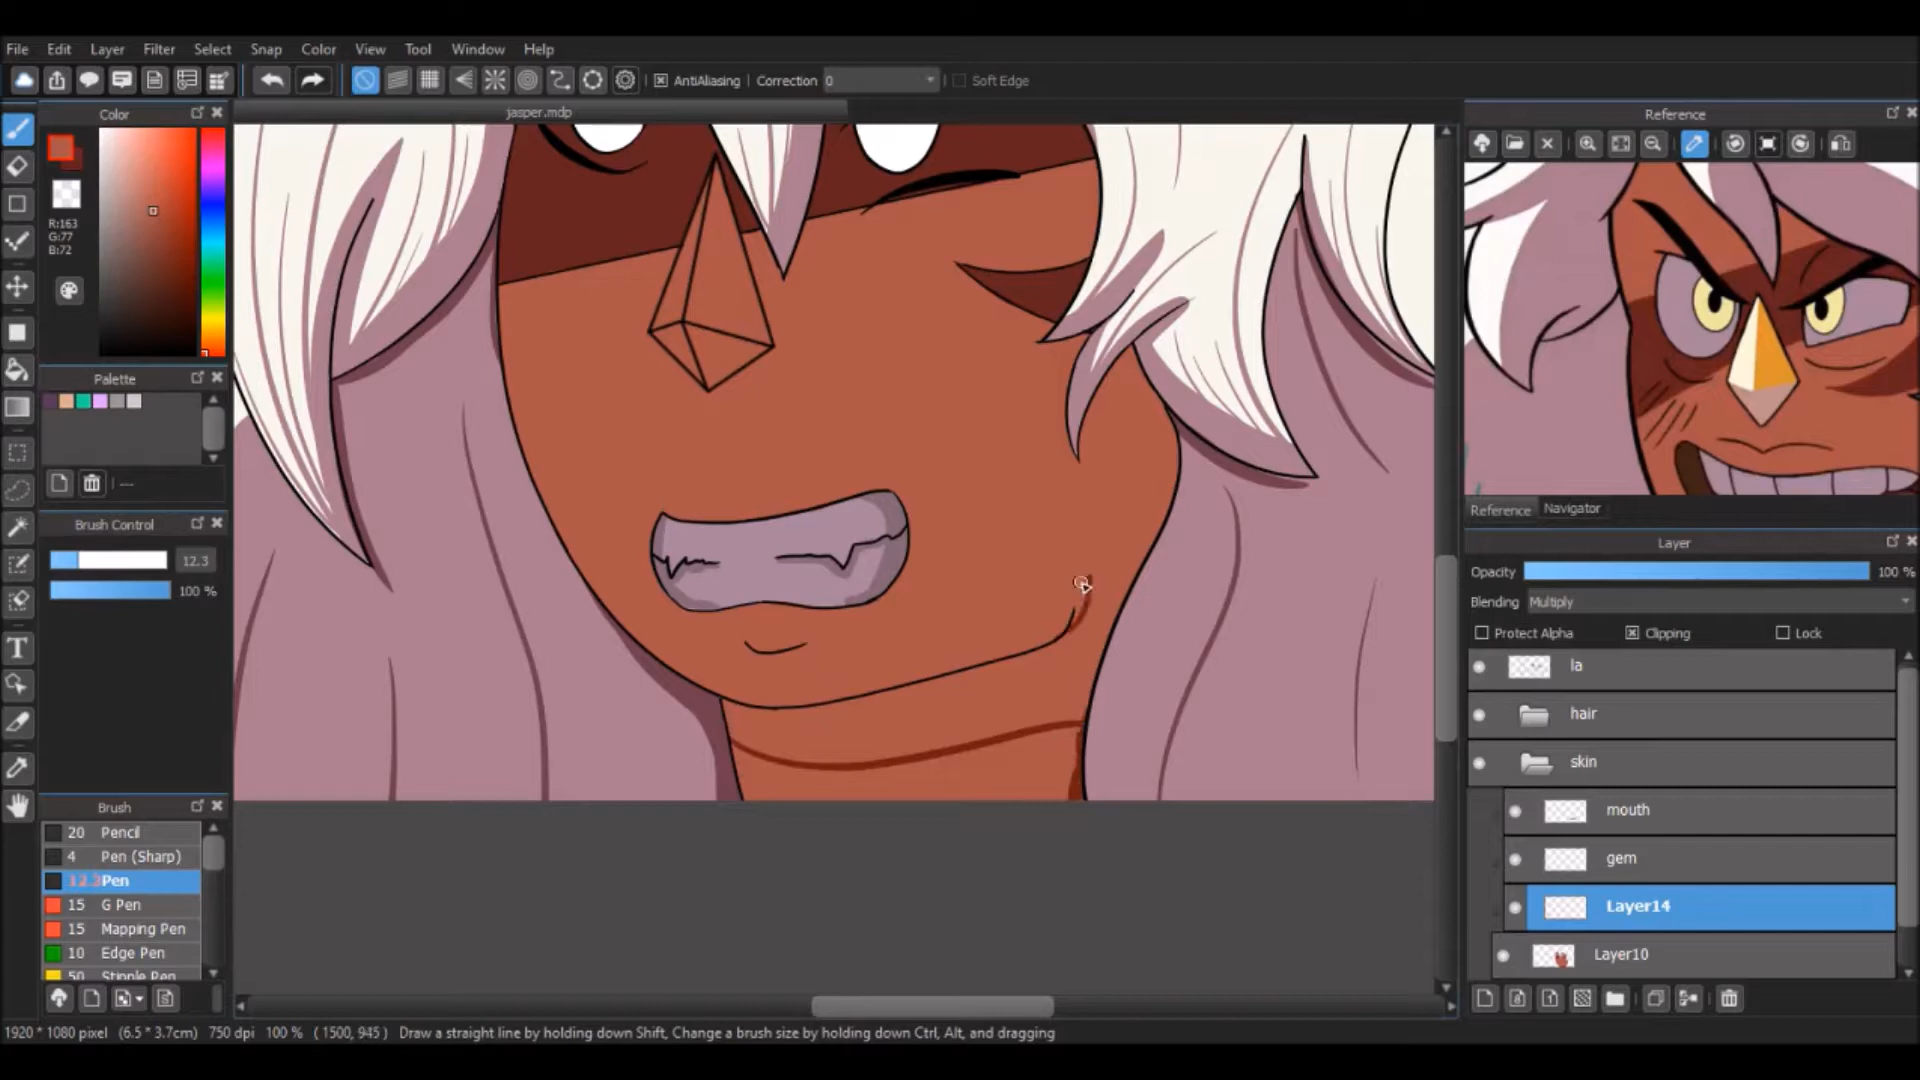 File Edit Layer Filter Select Snap Color View Tool Window Help
AntiAliasing Correction 0 Soft Edge
Color
jasper.mdp
Reference
R:163
G:77
B:72
Palette
---
Brush Control
12.3
100 %
Reference Navigator
Layer
Opacity 100 %
Blending Multiply
Protect Alpha Clipping Lock
la
hair
skin
mouth
gem
Layer14
Layer10
Brush
20 Pencil
4 Pen (Sharp)
12.3 Pen
15 G Pen
15 Mapping Pen
10 Edge Pen
50 Stipple Pen
1920 * 1080 pixel (6.5 * 3.7cm) 750 dpi 100 % ( 1500, 945 ) Draw a straight line by holding down Shift, Change a brush size by holding down Ctrl, Alt, and dragging